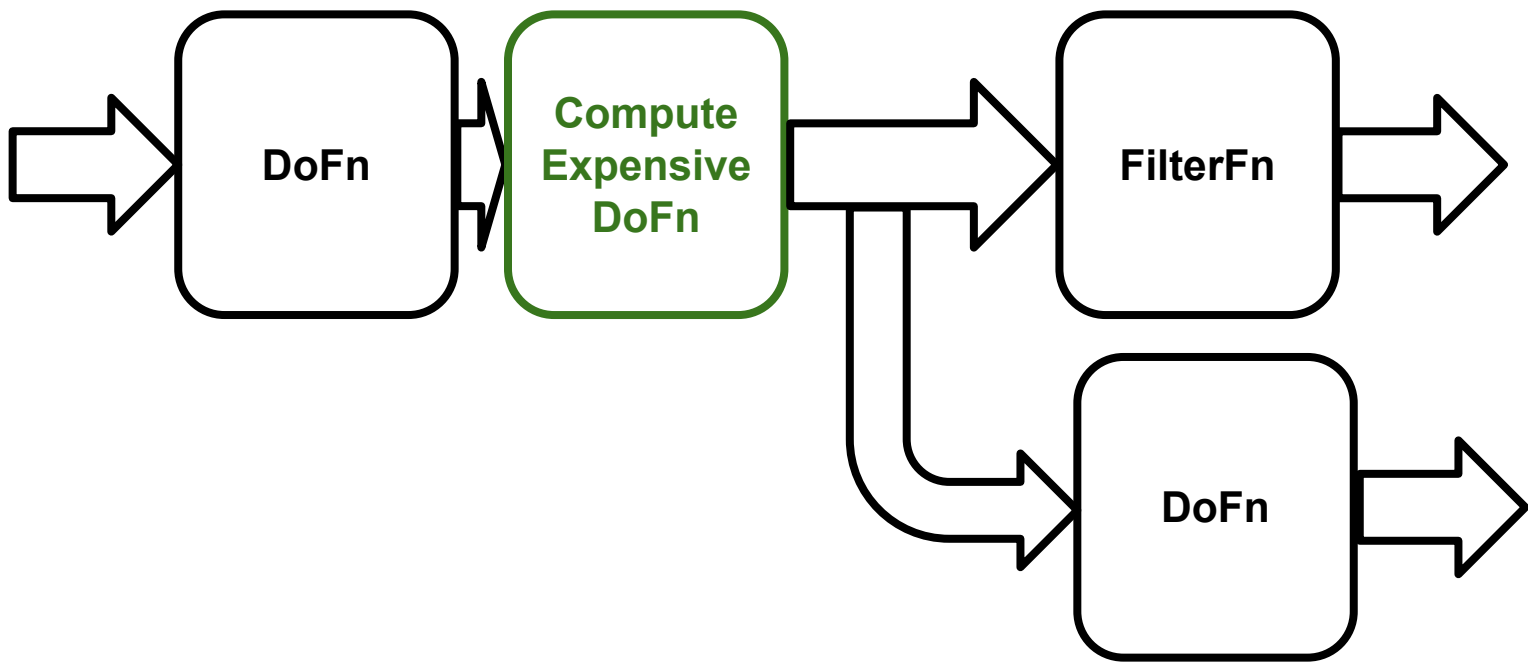 DoFn
Compute
Expensive
DoFn
FilterFn
DoFn